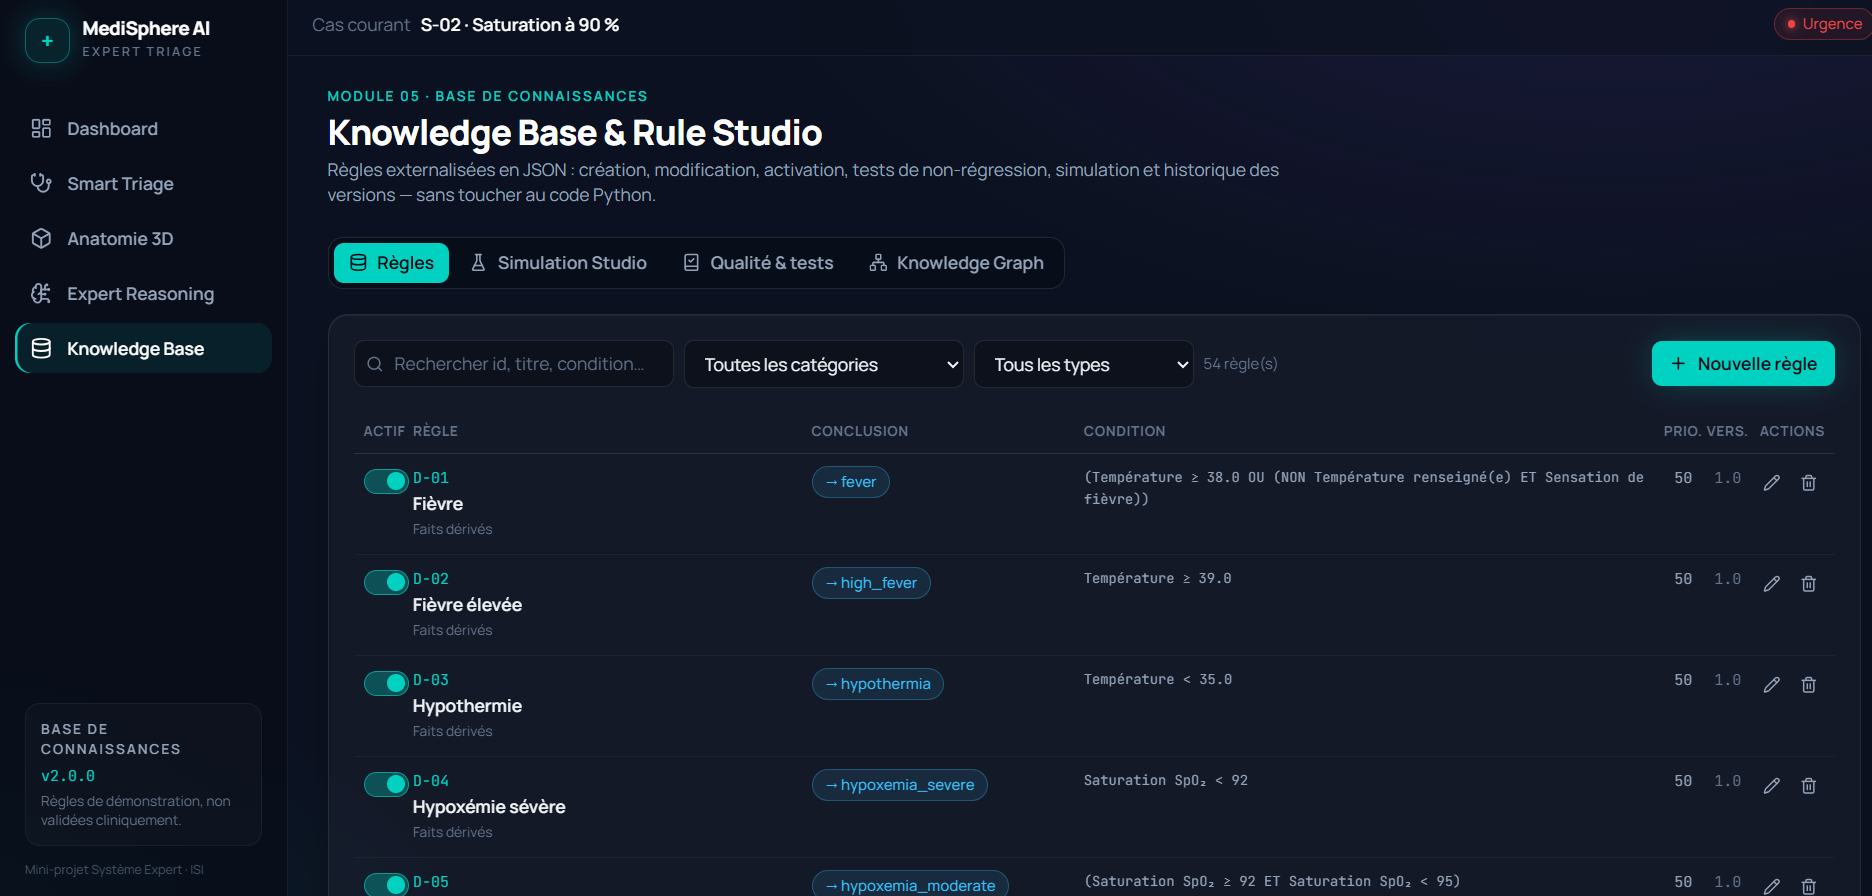 MediSphere AI
EXPERT TRIAGE
Dashboard
Smart Triage
Anatomie 3D
Expert Reasoning
Knowledge Base
BASE DE
CONNAISSANCES
v2.0.0
Règles de démonstration, non
validées cliniquement.
Mini-projet Système Expert · ISI
Cas courant S-02 · Saturation à 90 %
Urgence
MODULE 05 · BASE DE CONNAISSANCES
Knowledge Base & Rule Studio
Règles externalisées en JSON : création, modification, activation, tests de non-régression, simulation et historique des
versions — sans toucher au code Python.
Règles Simulation Studio Qualité & tests Knowledge Graph
Rechercher id, titre, condition... Toutes les catégories Tous les types 54 règle(s) + Nouvelle règle
ACTIF RÈGLE CONCLUSION CONDITION PRIO. VERS. ACTIONS
D-01
Fièvre
Faits dérivés
→ fever
(Température ≥ 38.0 OU (NON Température renseigné(e) ET Sensation de
fièvre))
50 1.0
D-02
Fièvre élevée
Faits dérivés
→ high_fever
Température ≥ 39.0
50 1.0
D-03
Hypothermie
Faits dérivés
→ hypothermia
Température < 35.0
50 1.0
D-04
Hypoxémie sévère
Faits dérivés
→ hypoxemia_severe
Saturation SpO₂ < 92
50 1.0
D-05
→ hypoxemia_moderate
(Saturation SpO₂ ≥ 92 ET Saturation SpO₂ < 95)
50 1.0